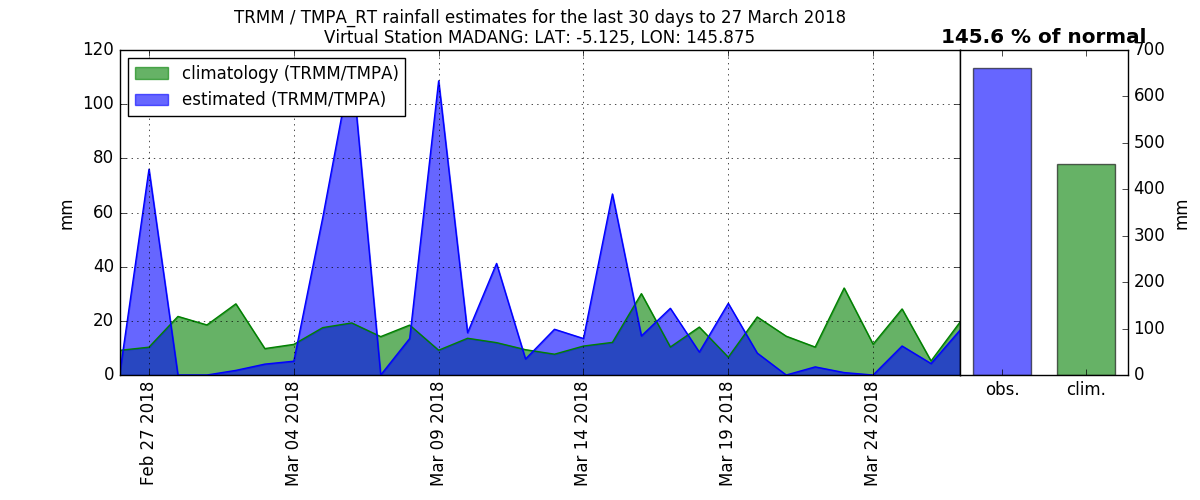 TRMM / TMPA_RT rainfall estimates for the last 30 days to 27 March 2018
Virtual Station MADANG: LAT: -5.125, LON: 145.875
145.6 % of normal
climatology (TRMM/TMPA)
estimated (TRMM/TMPA)
120
100
80
60
40
20
0
mm
Feb 27 2018
Mar 04 2018
Mar 09 2018
Mar 14 2018
Mar 19 2018
Mar 24 2018
700
600
500
400
300
200
100
0
mm
obs.
clim.